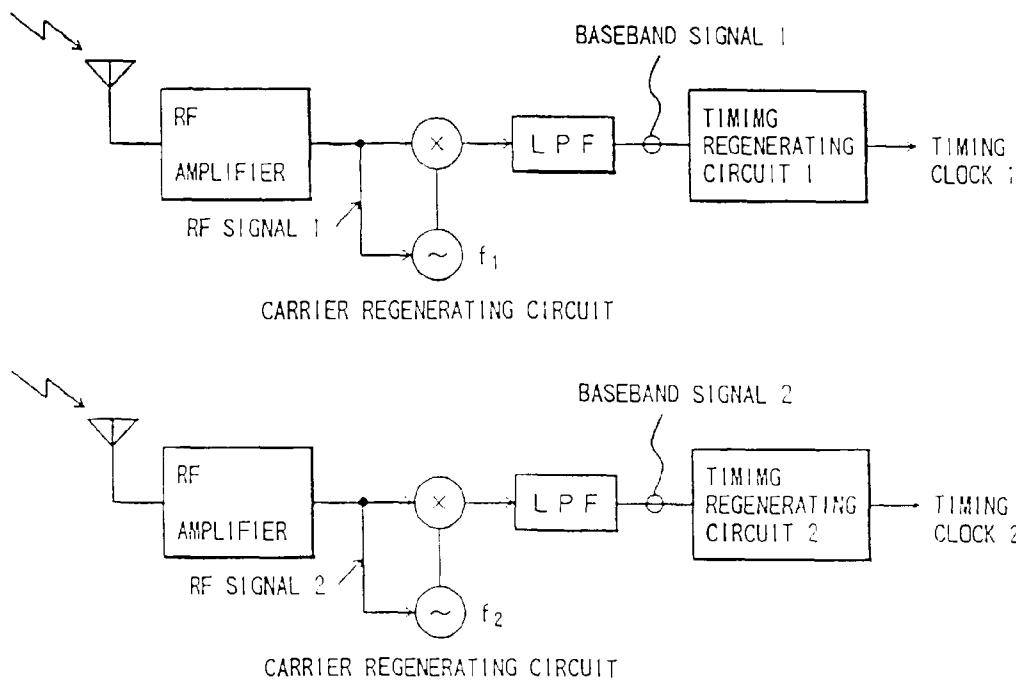 BASEBAND SIGNAL 1
RF
AMPLIFIER
×
LPF
TIMIMG
REGENERATING
CIRCUIT 1
TIMING
CLOCK 1
RF SIGNAL 1
~
f₁
CARRIER REGENERATING CIRCUIT
BASEBAND SIGNAL 2
RF
AMPLIFIER
×
LPF
TIMIMG
REGENERATING
CIRCUIT 2
TIMING
CLOCK 2
RF SIGNAL 2
~
f₂
CARRIER REGENERATING CIRCUIT